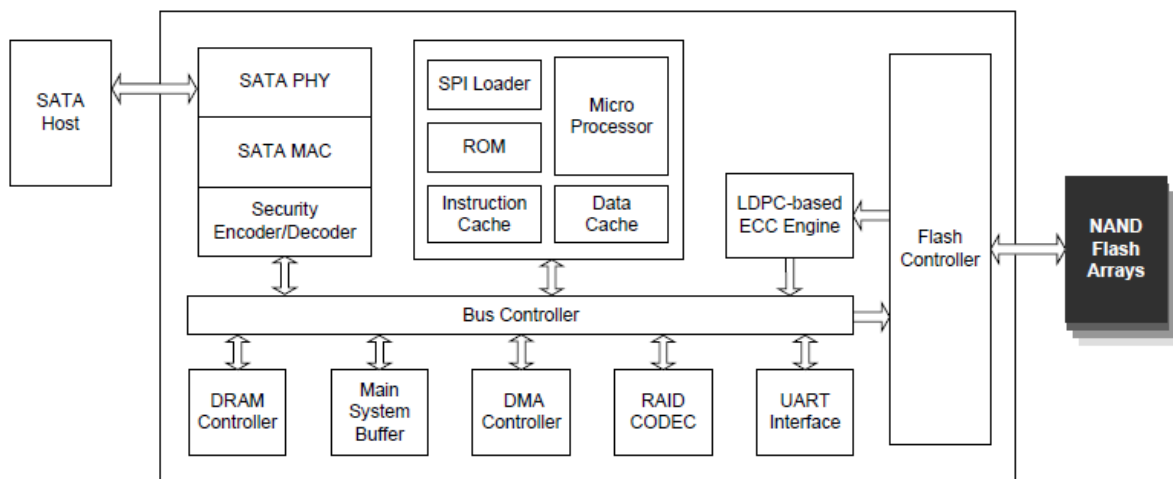 SATA
Host
SATA PHY
SATA MAC
Security
Encoder/Decoder
SPI Loader
ROM
Instruction
Cache
Micro
Processor
Data
Cache
LDPC-based
ECC Engine
Flash
Controller
NAND
Flash
Arrays
Bus Controller
DRAM
Controller
Main
System
Buffer
DMA
Controller
RAID
CODEC
UART
Interface